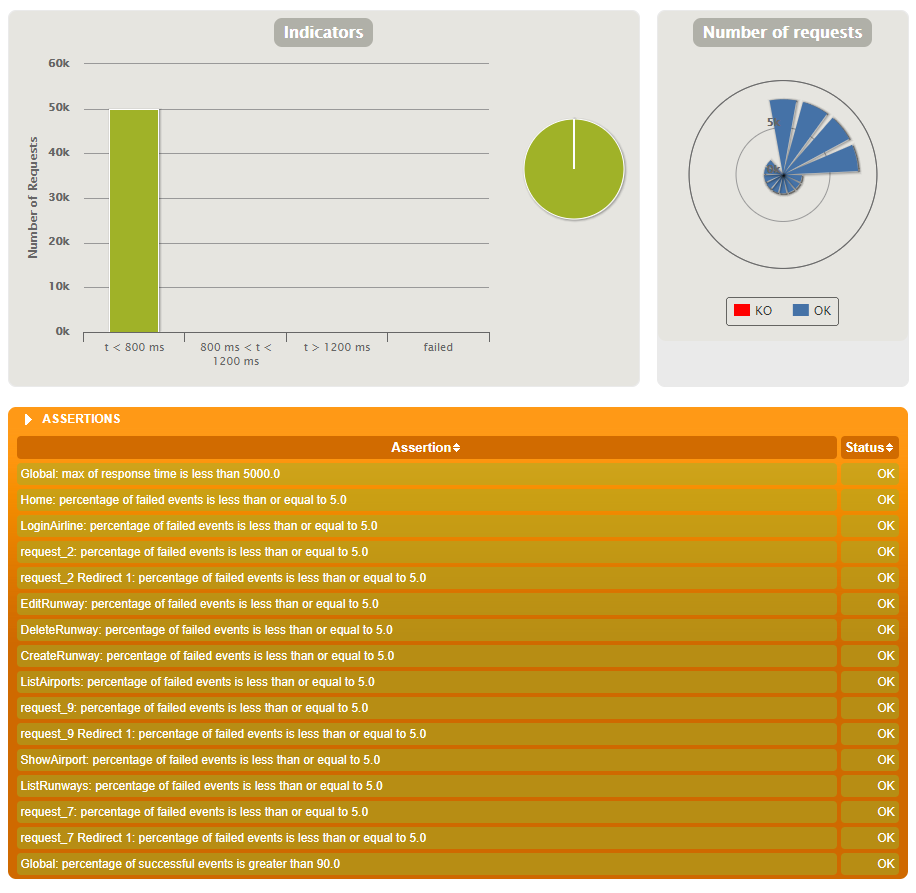 Indicators
Number of Requests
60k
50k
40k
30k
20k
10k
0k
t < 800 ms
800 ms < t <
1200 ms
t > 1200 ms
failed
Number of requests
KO
OK
ASSERTIONS
Assertion Status
Global: max of response time is less than 5000.0 OK
Home: percentage of failed events is less than or equal to 5.0 OK
LoginAirline: percentage of failed events is less than or equal to 5.0 OK
request_2: percentage of failed events is less than or equal to 5.0 OK
request_2 Redirect 1: percentage of failed events is less than or equal to 5.0 OK
EditRunway: percentage of failed events is less than or equal to 5.0 OK
DeleteRunway: percentage of failed events is less than or equal to 5.0 OK
CreateRunway: percentage of failed events is less than or equal to 5.0 OK
ListAirports: percentage of failed events is less than or equal to 5.0 OK
request_9: percentage of failed events is less than or equal to 5.0 OK
request_9 Redirect 1: percentage of failed events is less than or equal to 5.0 OK
ShowAirport: percentage of failed events is less than or equal to 5.0 OK
ListRunways: percentage of failed events is less than or equal to 5.0 OK
request_7: percentage of failed events is less than or equal to 5.0 OK
request_7 Redirect 1: percentage of failed events is less than or equal to 5.0 OK
Global: percentage of successful events is greater than 90.0 OK